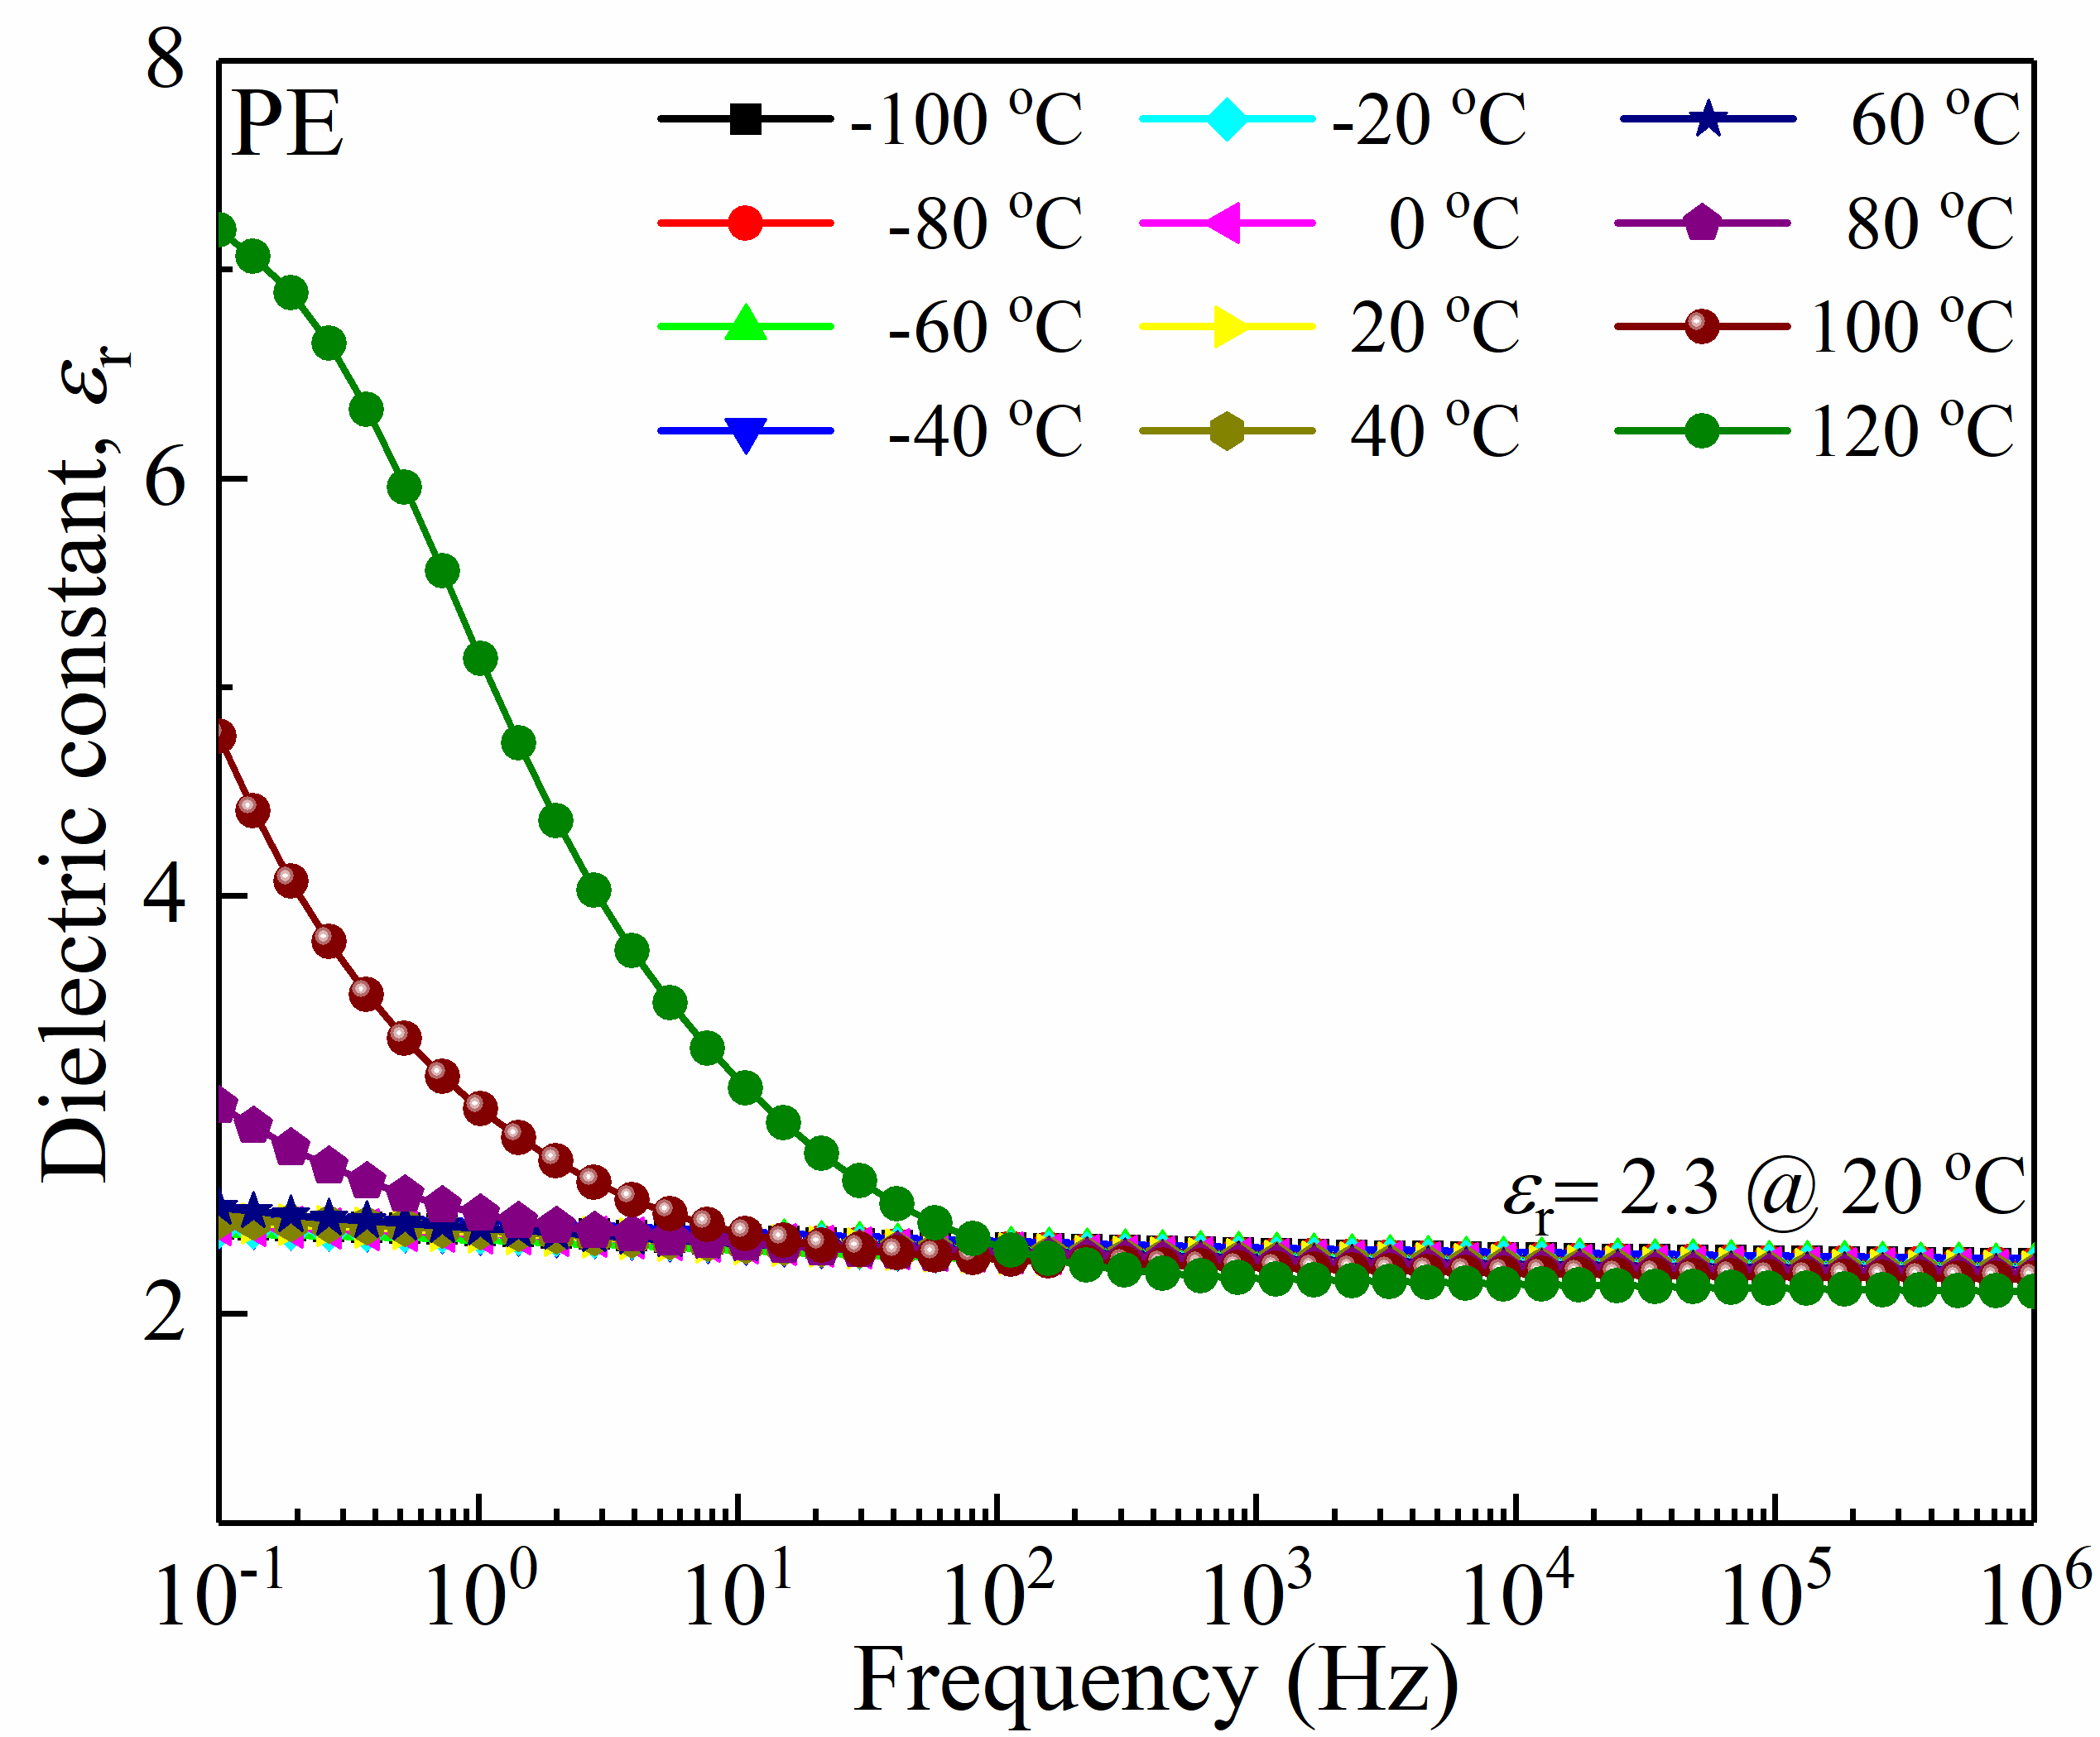 8
PE
-100 °C
-20 °C
60 °C
-80 °C
0 °C
80 °C
-60 °C
20 °C
100 °C
-40 °C
40 °C
120 °C
6
4
2
Dielectric constant, εr
εr= 2.3 @ 20 °C
10-1 100 101 102 103 104 105 106
Frequency (Hz)